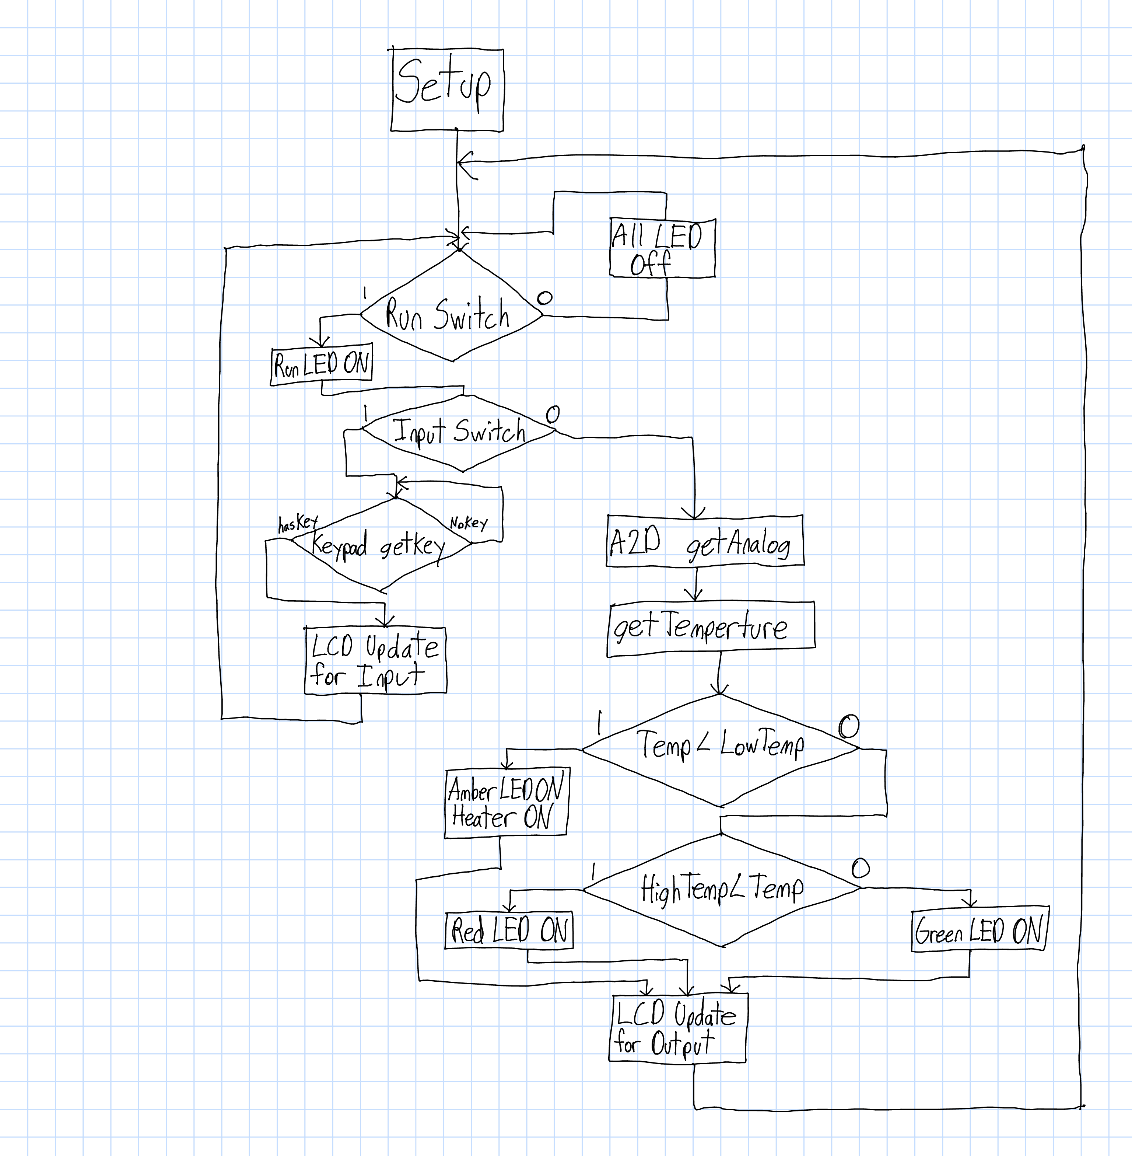 Setup
All LED
Off
1
0
Run Switch
Run LED ON
1
0
Input Switch
hasKey
NoKey
Keypad getkey
A2D getAnalog
LCD Update
for Input
getTemperture
1
0
Temp < LowTemp
Amber LED ON
Heater ON
1
0
HighTemp < Temp
Red LED ON
Green LED ON
LCD Update
for Output